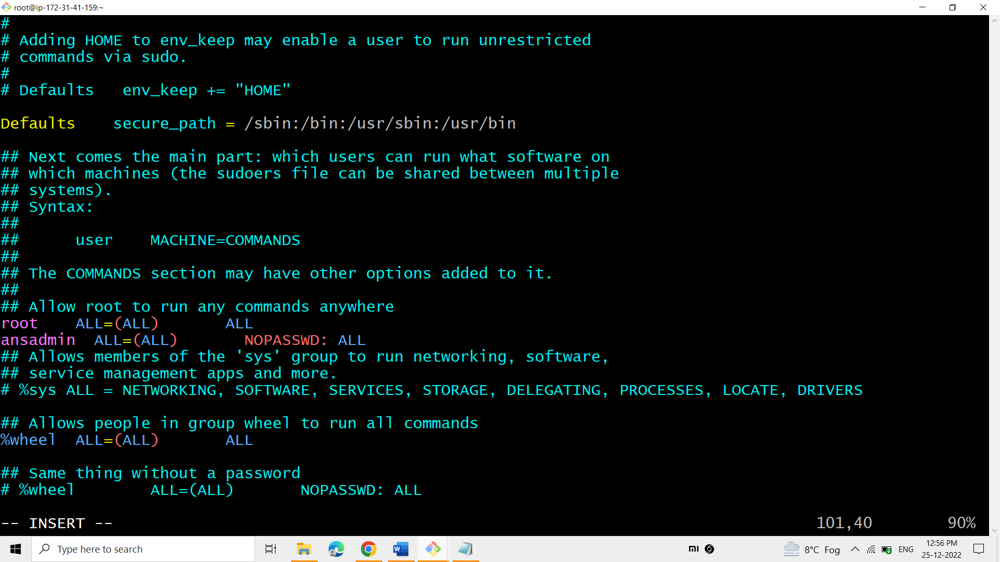 root@ip-172-31-41-159:~
#
# Adding HOME to env_keep may enable a user to run unrestricted
# commands via sudo.
#
# Defaults   env_keep += "HOME"
Defaults    secure_path = /sbin:/bin:/usr/sbin:/usr/bin
## Next comes the main part: which users can run what software on
## which machines (the sudoers file can be shared between multiple
## systems).
## Syntax:
##
##      user    MACHINE=COMMANDS
##
## The COMMANDS section may have other options added to it.
##
## Allow root to run any commands anywhere
root    ALL=(ALL)       ALL
ansadmin  ALL=(ALL)       NOPASSWD: ALL
## Allows members of the 'sys' group to run networking, software,
## service management apps and more.
# %sys ALL = NETWORKING, SOFTWARE, SERVICES, STORAGE, DELEGATING, PROCESSES, LOCATE, DRIVERS
## Allows people in group wheel to run all commands
%wheel  ALL=(ALL)       ALL
## Same thing without a password
# %wheel        ALL=(ALL)       NOPASSWD: ALL
-- INSERT --                                                    101,40        90%
Type here to search
W
mi
8°C Fog
ENG
12:56 PM
25-12-2022